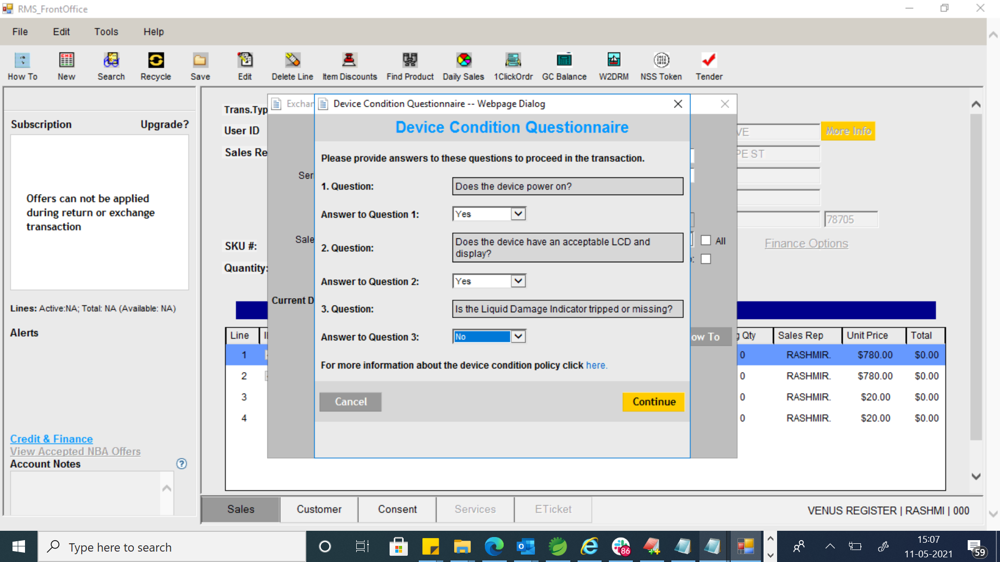 RMS_FrontOffice
File Edit Tools Help
How To New Search Recycle Save Edit Delete Line Item Discounts Find Product Daily Sales 1ClickOrdr GC Balance W2DRM NSS Token Tender
Subscription Upgrade?
Offers can not be applied
during return or exchange
transaction
Lines: Active:NA; Total: NA (Available: NA)
Alerts
Credit & Finance
View Accepted NBA Offers
Account Notes
?
Trans.Typ
User ID
Sales Re
SKU #:
Quantity:
Exchan
Ser
Sale
Current D
Device Condition Questionnaire -- Webpage Dialog
Device Condition Questionnaire
Please provide answers to these questions to proceed in the transaction.
1. Question: Does the device power on?
Answer to Question 1: Yes
2. Question: Does the device have an acceptable LCD and
display?
Answer to Question 2: Yes
3. Question: Is the Liquid Damage Indicator tripped or missing?
Answer to Question 3: No
For more information about the device condition policy click here.
Cancel Continue
VE More Info
PE ST
78705
All
Finance Options
ow To
Line Qty Sales Rep Unit Price Total
1 0 RASHMIR. $780.00 $0.00
2 0 RASHMIR. $780.00 $0.00
3 0 RASHMIR. $20.00 $0.00
4 0 RASHMIR. $20.00 $0.00
Sales Customer Consent Services ETicket
VENUS REGISTER | RASHMI | 000
Type here to search
86
15:07
11-05-2021
59